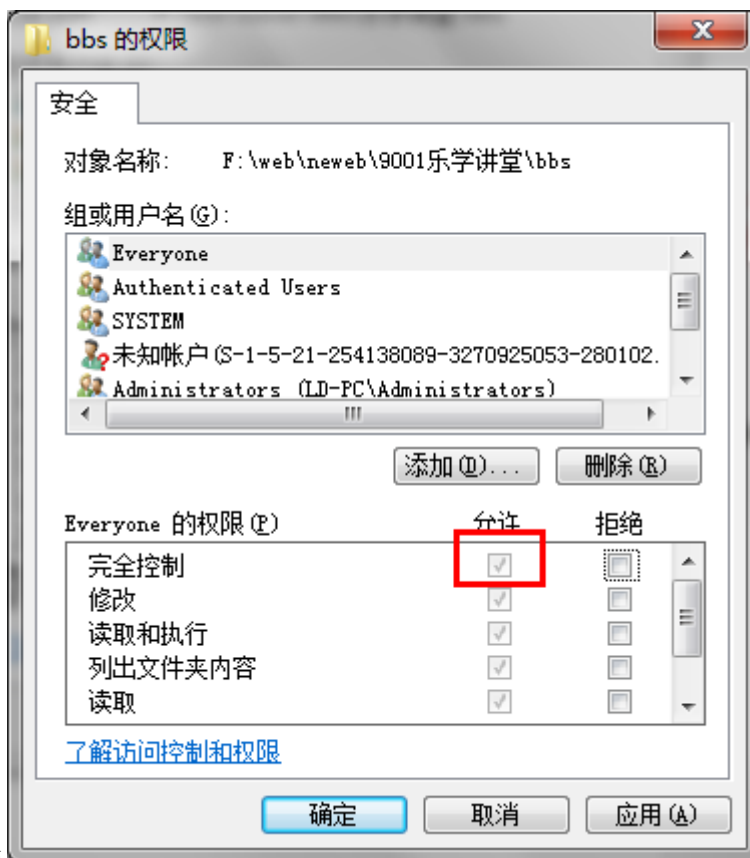 bbs 的权限
安全
对象名称: F:\web\neweb\9001乐学讲堂\bbs
组或用户名(G):
Everyone
Authenticated Users
SYSTEM
未知帐户(S-1-5-21-254138089-3270925053-280102.
Administrators (LD-PC\Administrators)
添加(D)... 删除(R)
Everyone 的权限(P) 允许 拒绝
完全控制
修改
读取和执行
列出文件夹内容
读取
了解访问控制和权限
确定 取消 应用(A)